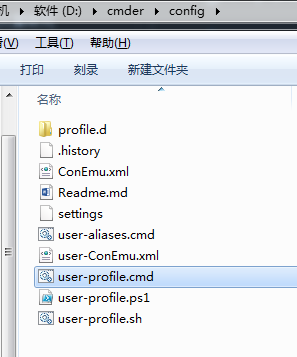 机 ▸ 软件 (D:) ▸ cmder ▸ config ▸
看(V) 工具(T) 帮助(H)
打印 刻录 新建文件夹
名称
profile.d
.history
ConEmu.xml
Readme.md
settings
user-aliases.cmd
user-ConEmu.xml
user-profile.cmd
user-profile.ps1
user-profile.sh